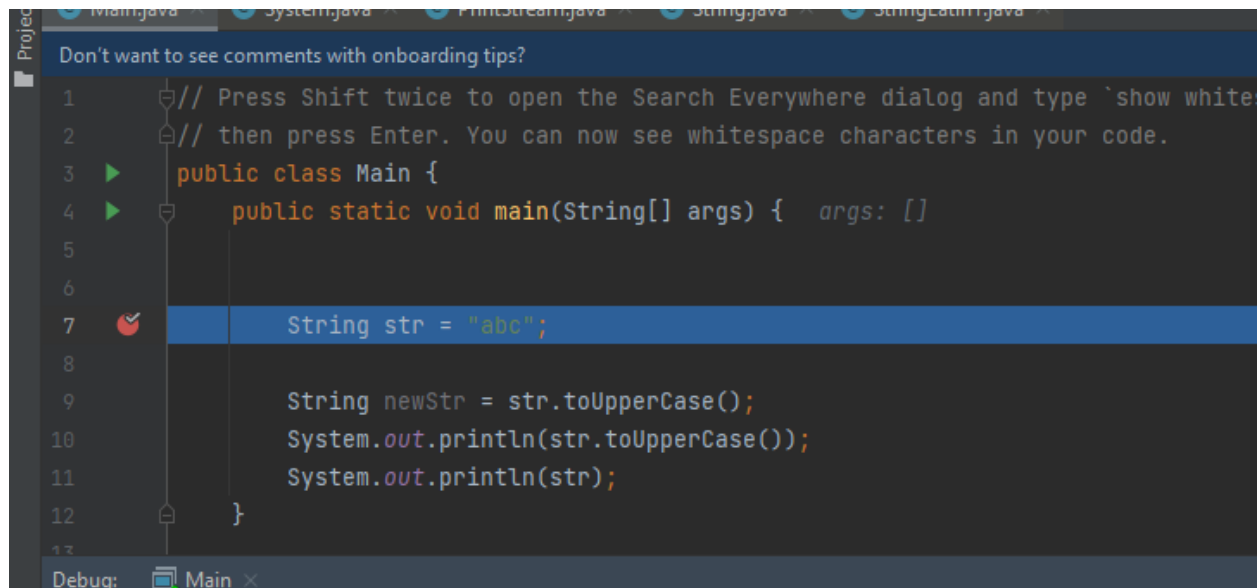 Project
Main.java × System.java × PrintStream.java × String.java × StringLatin1.java ×
Don't want to see comments with onboarding tips?
1 // Press Shift twice to open the Search Everywhere dialog and type `show
2 // then press Enter. You can now see whitespace characters in your code.
3 public class Main {
4 public static void main(String[] args) { args: []
5
6
7 String str = "abc";
8
9 String newStr = str.toUpperCase();
10 System.out.println(str.toUpperCase());
11 System.out.println(str);
12 }
13
Debug: Main ×